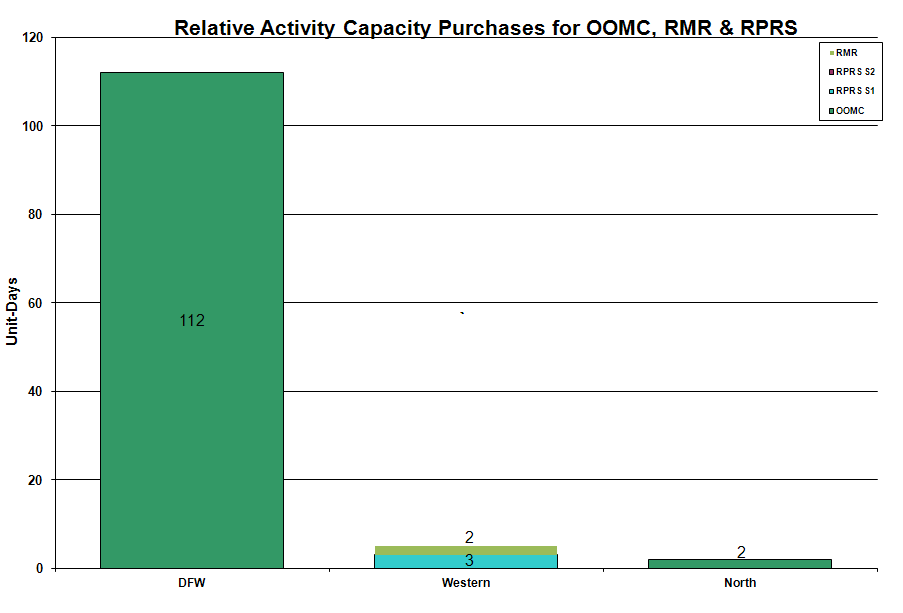 Relative Activity Capacity Purchases for OOMC, RMR & RPRS
120
100
80
60
40
20
0
Unit-Days
RMR
RPRS S2
RPRS S1
OOMC
112
`
2
3
2
DFW
Western
North